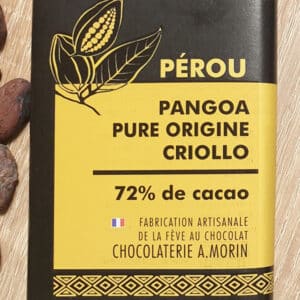 PÉROU
PANGOA
PURE ORIGINE
CRIOLLO
72% de cacao
FABRICATION ARTISANALE
DE LA FÈVE AU CHOCOLAT
CHOCOLATERIE A.MORIN